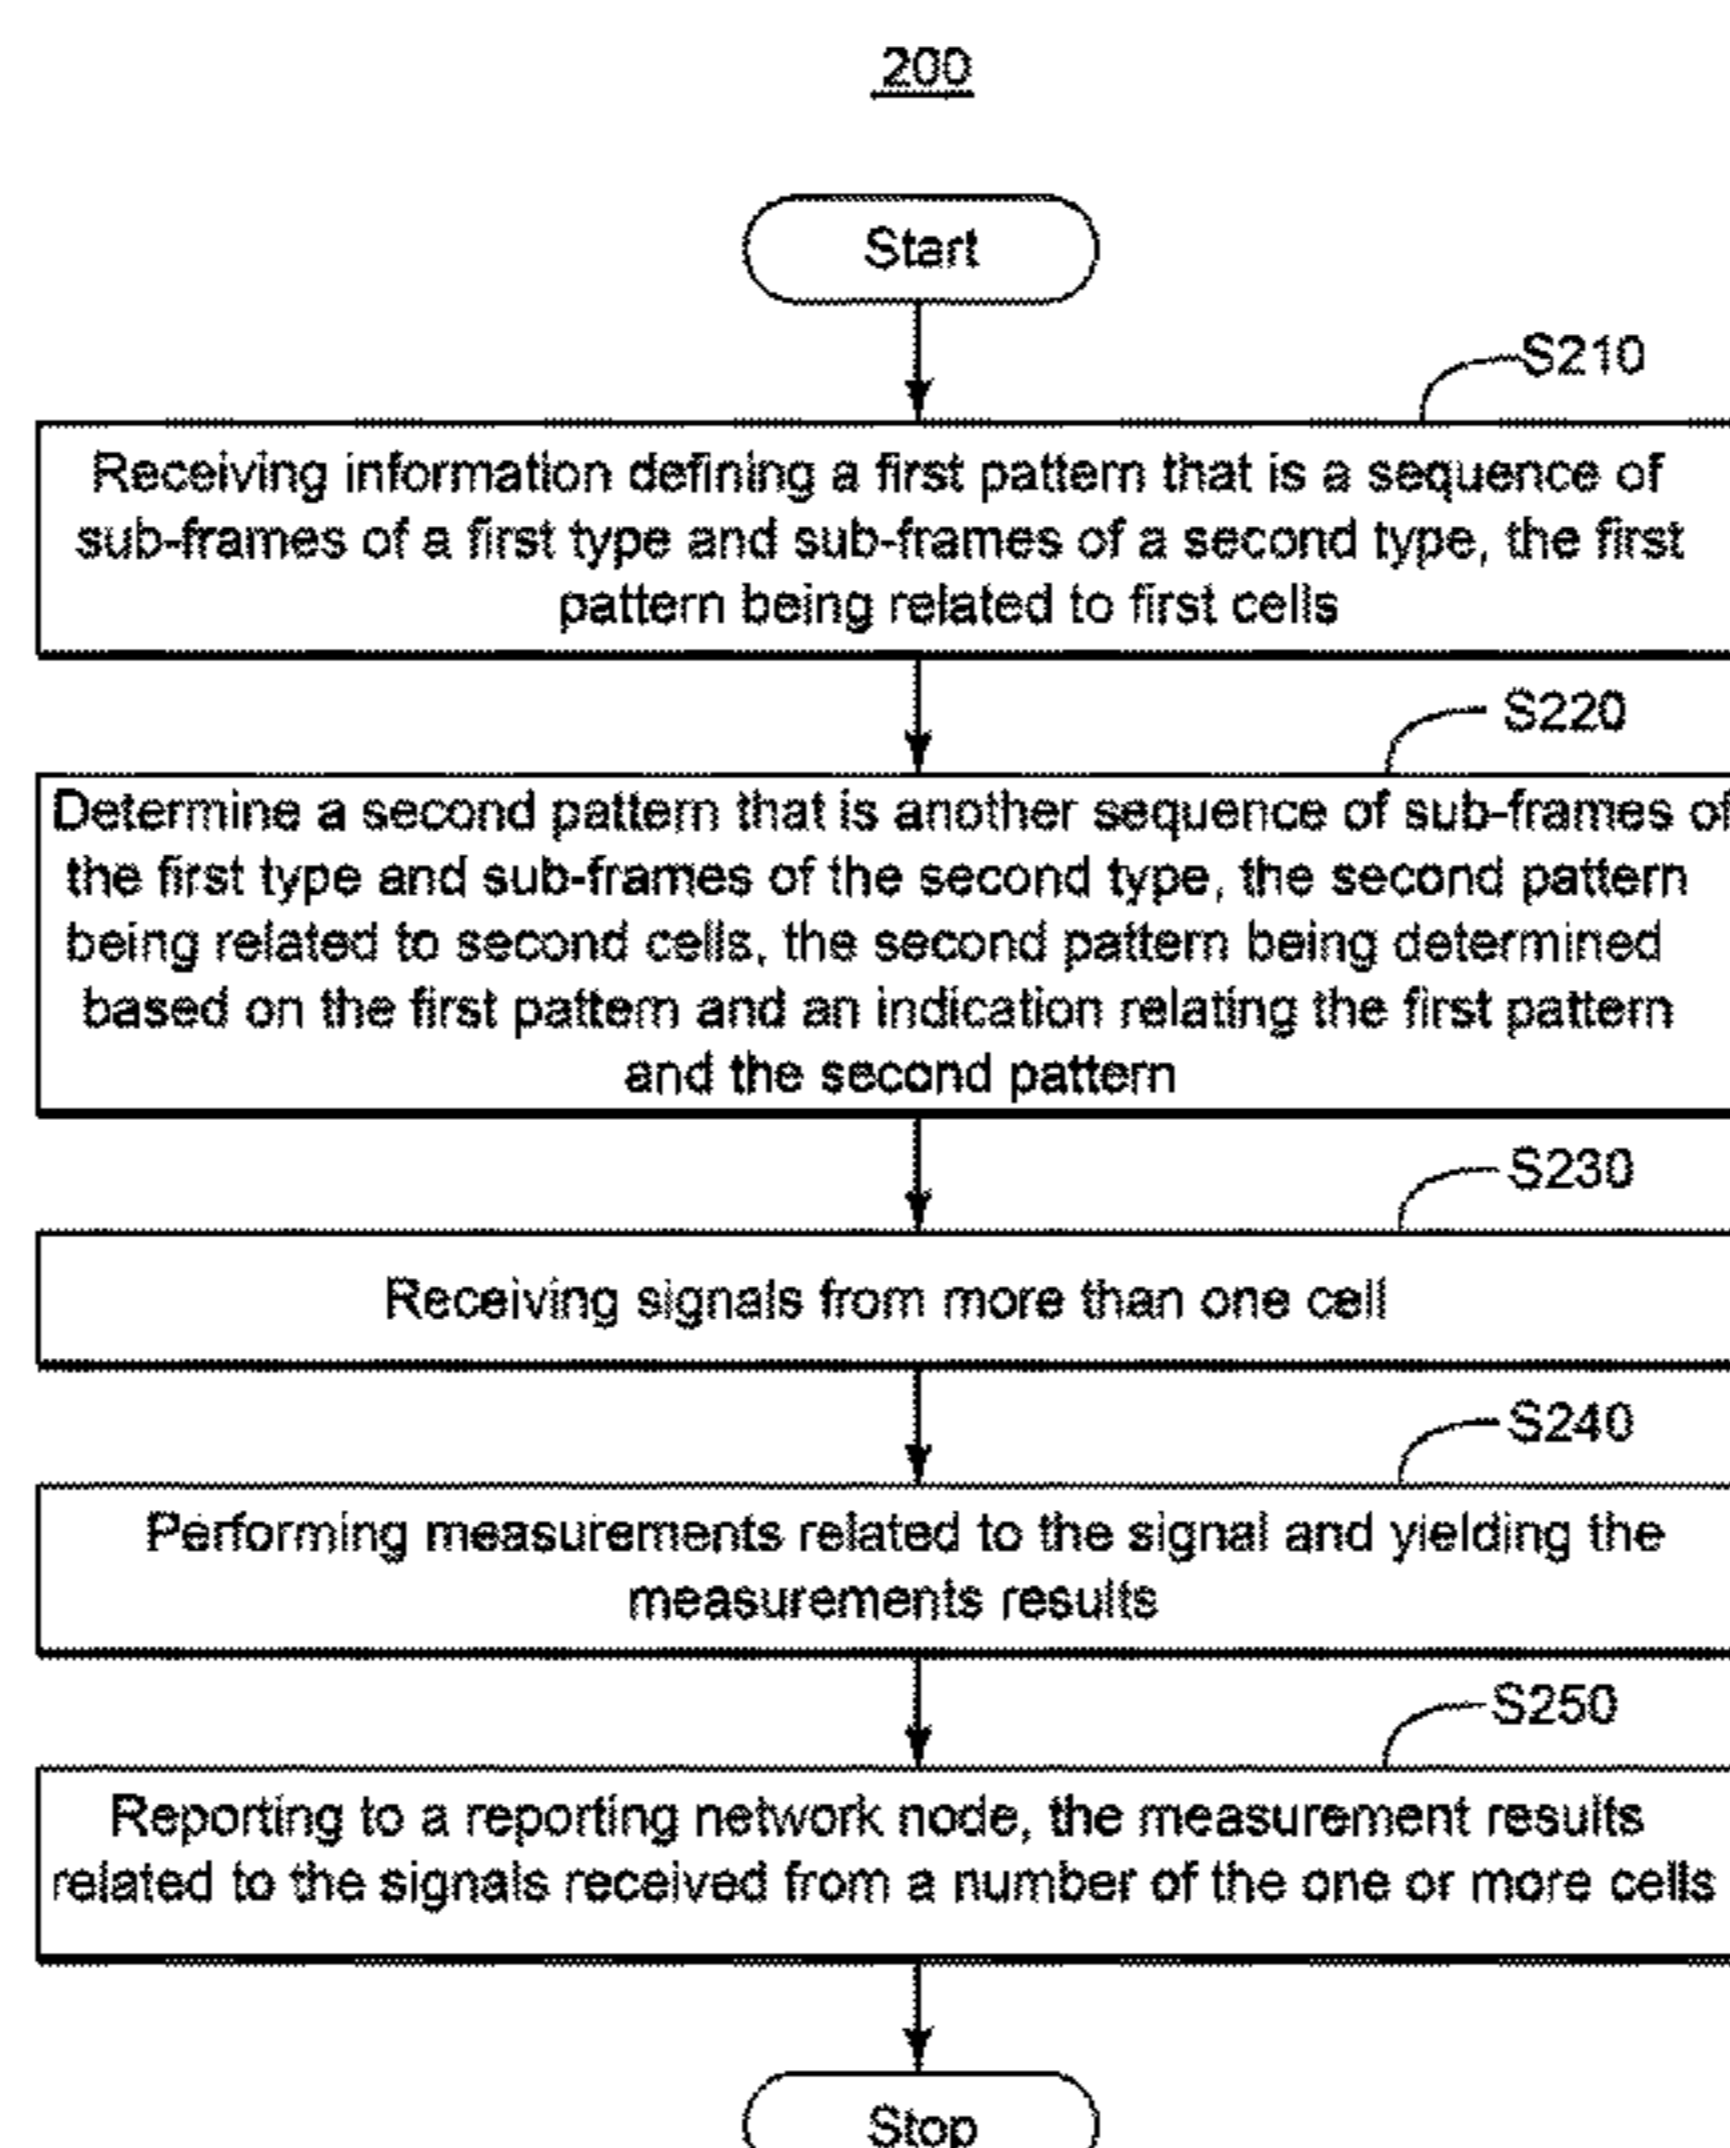 200
Start
S210
Receiving information defining a first pattern that is a sequence of
sub-frames of a first type and sub-frames of a second type, the first
pattern being related to first cells
S220
Determine a second pattern that is another sequence of sub-frames of
the first type and sub-frames of the second type, the second pattern
being related to second cells, the second pattern being determined
based on the first pattern and an indication relating the first pattern
and the second pattern
S230
Receiving signals from more than one cell
S240
Performing measurements related to the signal and yielding the
measurements results
S250
Reporting to a reporting network node, the measurement results
related to the signals received from a number of the one or more cells
Stop